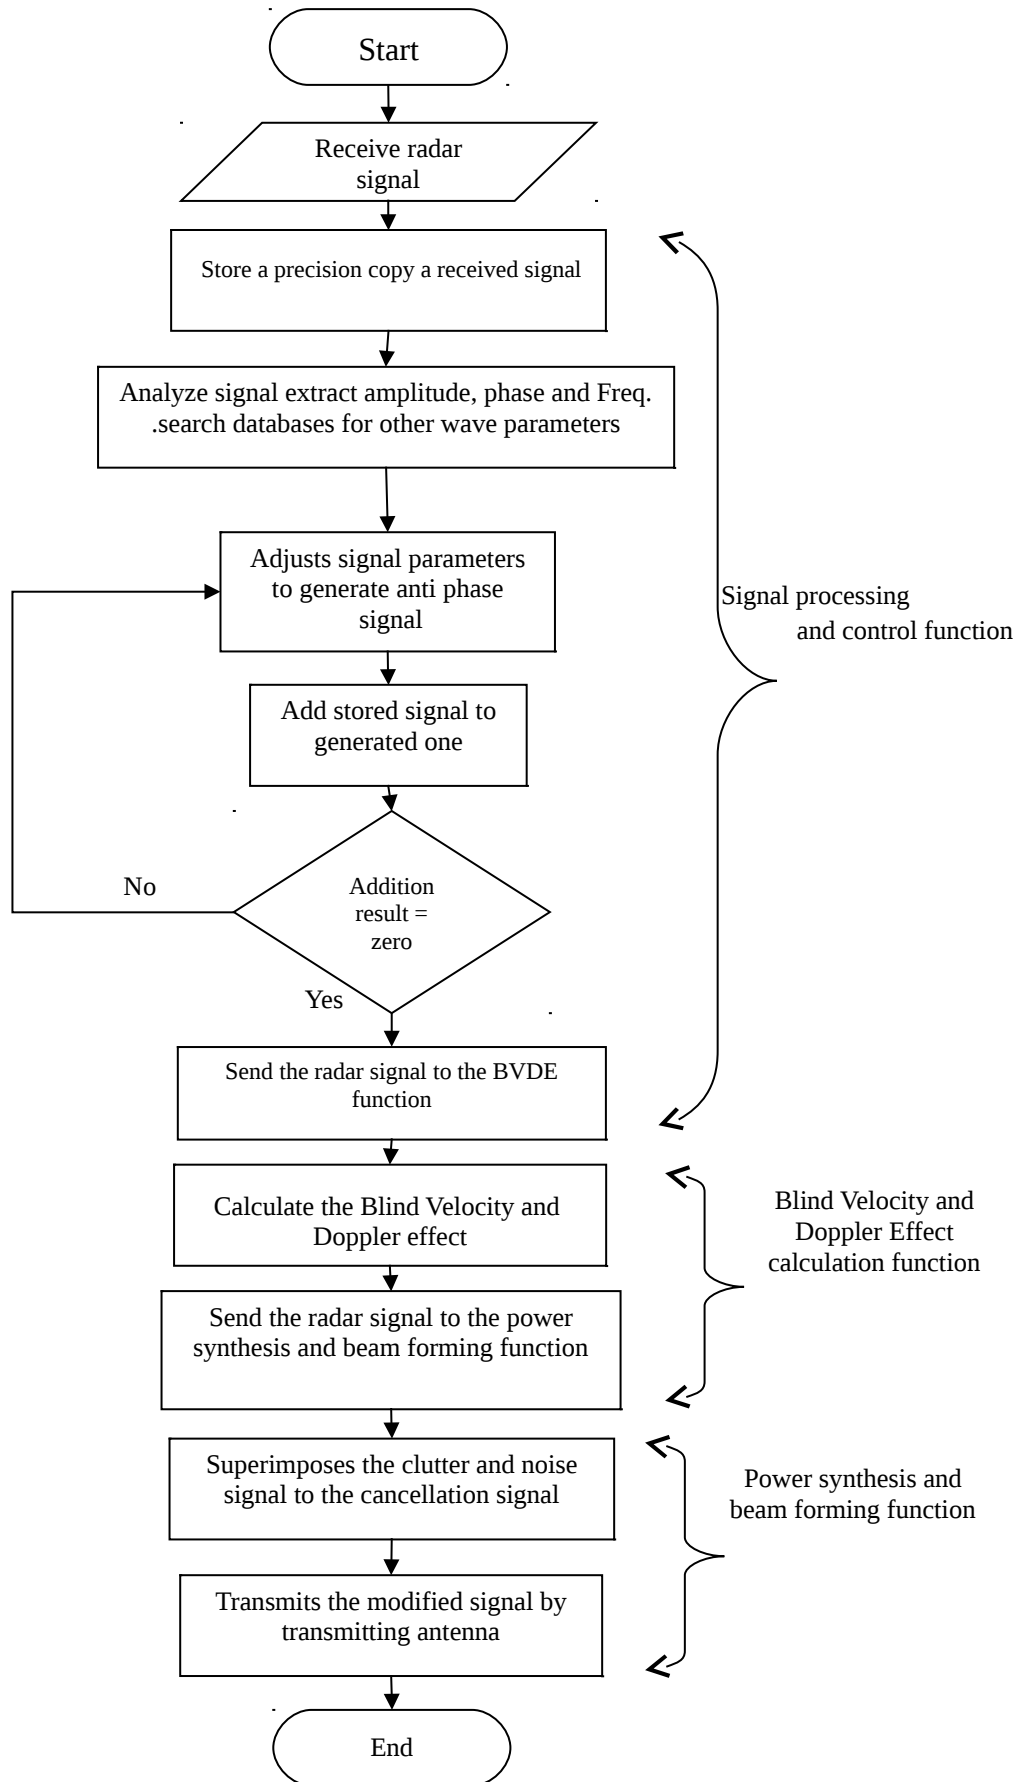 Start
Receive radar
signal
Store a precision copy a received signal
Analyze signal extract amplitude, phase and Freq.
.search databases for other wave parameters
Adjusts signal parameters
to generate anti phase
signal
Signal processing
and control function
Add stored signal to
generated one
No
Addition
result =
zero
Yes
Send the radar signal to the BVDE
function
Calculate the Blind Velocity and
Doppler effect
Blind Velocity and
Doppler Effect
calculation function
Send the radar signal to the power
synthesis and beam forming function
Superimposes the clutter and noise
signal to the cancellation signal
Power synthesis and
beam forming function
Transmits the modified signal by
transmitting antenna
End